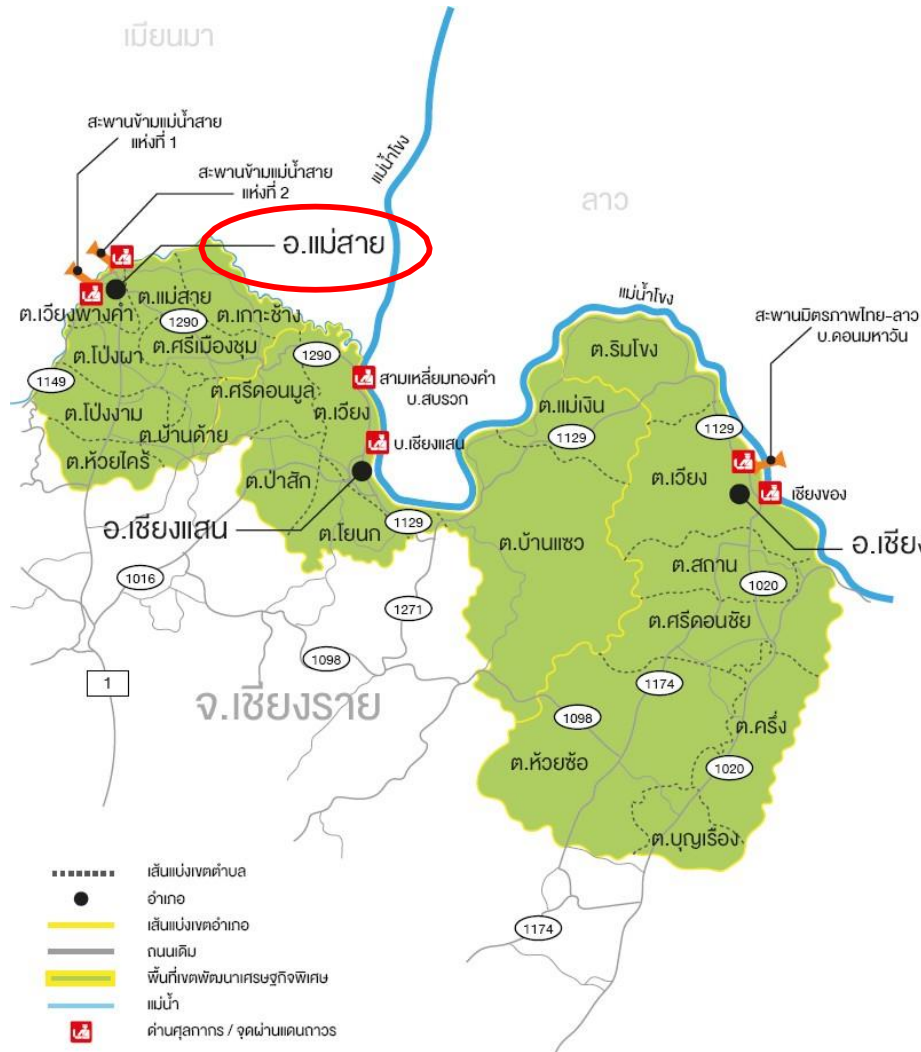 เมียนมา
สะพานข้ามแม่น้ำสาย
แห่งที่ 1
สะพานข้ามแม่น้ำสาย
แห่งที่ 2
แม่น้ำโขง
ลาว
อ.แม่สาย
แม่น้ำโขง
สะพานมิตรภาพไทย-ลาว
บ.ดอนมหาวัน
ต.แม่สาย
ต.เวียงพางคำ
ต.เกาะช้าง
1290
ต.ศรีเมืองชุม
ต.โป่งผา
1290
1149
ต.ศรีดอนมูล
สามเหลี่ยมทองคำ
บ.สบรวก
ต.โป่งงาม
ต.เวียง
ต.บ้านด้าย
ต.ห้วยไคร้
บ.เชียงแสน
ต.ป่าสัก
อ.เชียงแสน
ต.โยนก
1129
ต.ริมโขง
ต.แม่เงิน
1129
1129
ต.เวียง
เชียงของ
อ.เชีย
ต.บ้านแซว
ต.สถาน
1020
ต.ศรีดอนชัย
1016
1271
1098
1
จ.เชียงราย
1174
1098
ต.ครึ่ง
ต.ห้วยซ้อ
1020
ต.บุญเรือง
1174
เส้นแบ่งเขตตำบล
อำเภอ
เส้นแบ่งเขตอำเภอ
ถนนเดิม
พื้นที่เขตพัฒนาเศรษฐกิจพิเศษ
แม่น้ำ
ด่านศุลกากร / จุดผ่านแดนถาวร